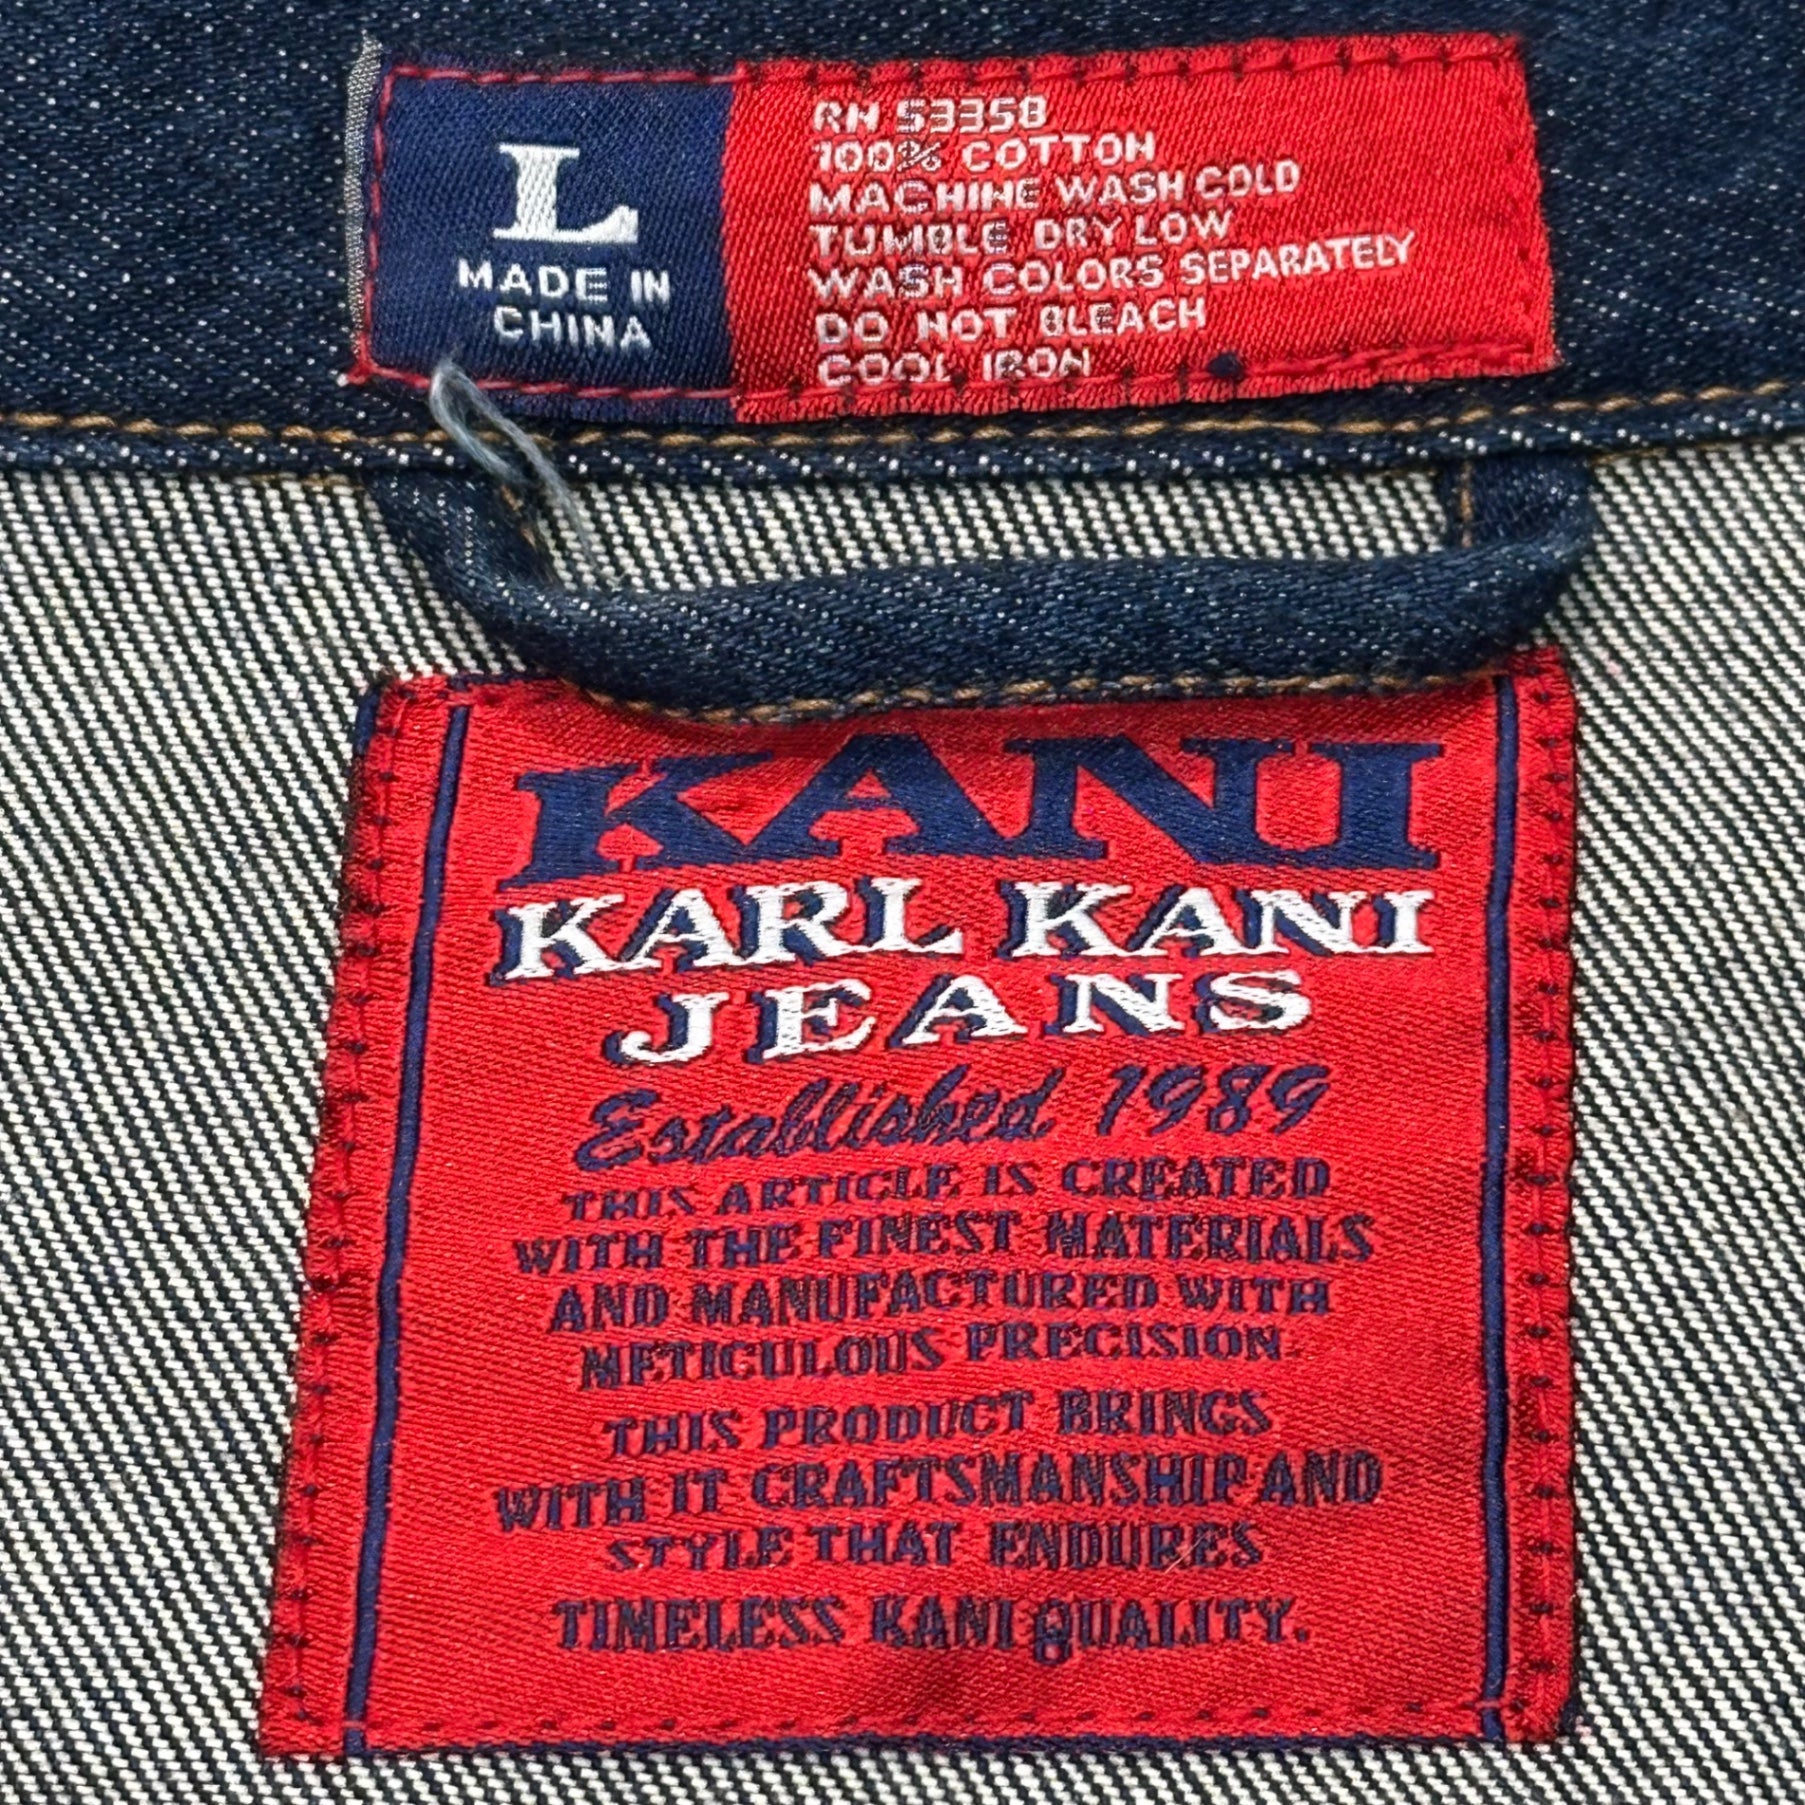 L
MADE IN
CHINA
RN 53358
100% COTTON
MACHINE WASH COLD
TUMBLE DRY LOW
WASH COLORS SEPARATELY
DO NOT BLEACH
COOL IRON
KANI
KARL KANI
JEANS
Established 1989
THIS ARTICLE IS CREATED
WITH THE FINEST MATERIALS
AND MANUFACTURED WITH
METICULOUS PRECISION.
THIS PRODUCT BRINGS
WITH IT CRAFTSMANSHIP AND
STYLE THAT ENDURES
TIMELESS KANI QUALITY.